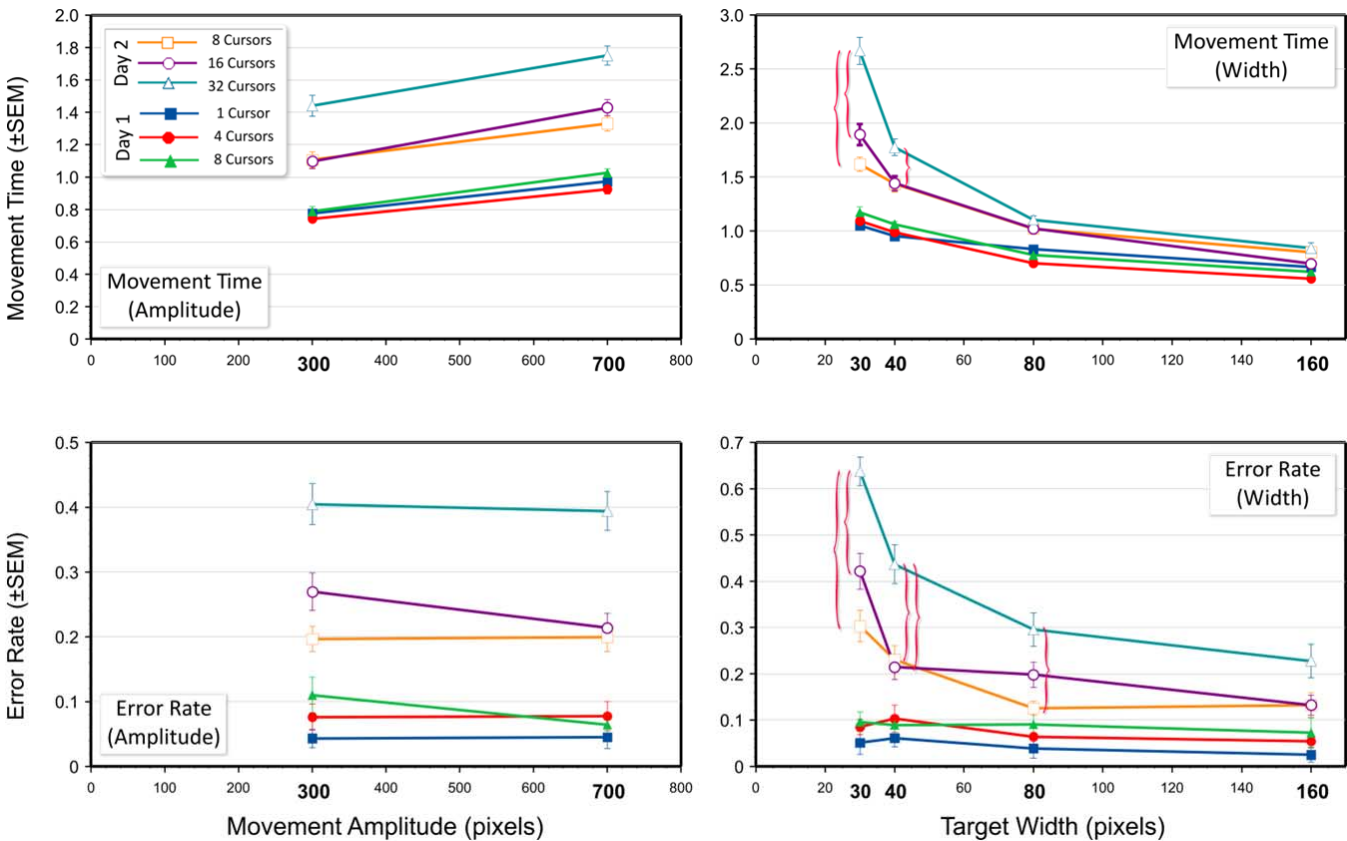 Movement Time (±SEM)
2.0
1.8
1.6
1.4
1.2
1.0
0.8
0.6
0.4
0.2
0
Day 2
8 Cursors
16 Cursors
32 Cursors
Day 1
1 Cursor
4 Cursors
8 Cursors
Movement Time
(Amplitude)
0 100 200 300 400 500 600 700 800
3.0
2.5
2.0
1.5
1.0
0.5
0
Movement Time
(Width)
0 20 30 40 60 80 100 120 140 160
Error Rate (±SEM)
0.5
0.4
0.3
0.2
0.1
0
Error Rate
(Amplitude)
0 100 200 300 400 500 600 700 800
Movement Amplitude (pixels)
0.7
0.6
0.5
0.4
0.3
0.2
0.1
0
Error Rate
(Width)
0 20 30 40 60 80 100 120 140 160
Target Width (pixels)